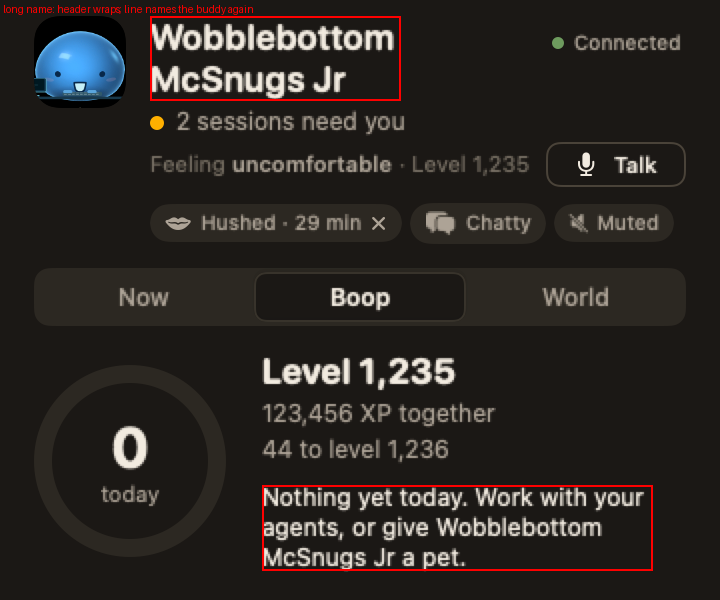 long name: header wraps; line names the buddy again
Wobblebottom
McSnugs Jr
Connected
2 sessions need you
Feeling uncomfortable · Level 1,235
Talk
Hushed · 29 min ×
Chatty
Muted
Now
Boop
World
0
today
Level 1,235
123,456 XP together
44 to level 1,236
Nothing yet today. Work with your
agents, or give Wobblebottom
McSnugs Jr a pet.